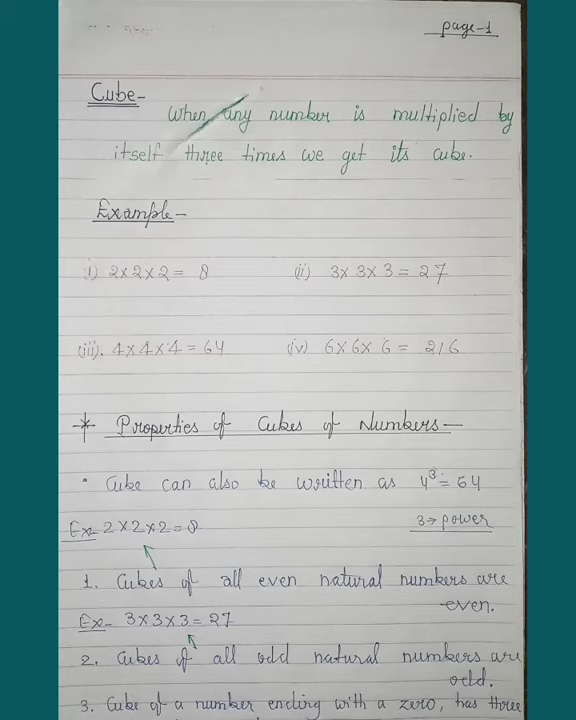 page-1
Cube-
When any number is multiplied by
itself three times we get its cube.
Example-
(i) 2×2×2= 8 (ii) 3×3×3=27
(iii). 4×4×4=64 (iv) 6×6×6 = 216
* Properties of Cubes of Numbers-
• Cube can also be written as 4³=64
Ex- 2×2×2=8 3→power
1. Cubes of all even natural numbers are
even.
Ex- 3×3×3=27
2. Cubes of all odd natural numbers are
odd.
3. Cube of a number ending with a zero, has three